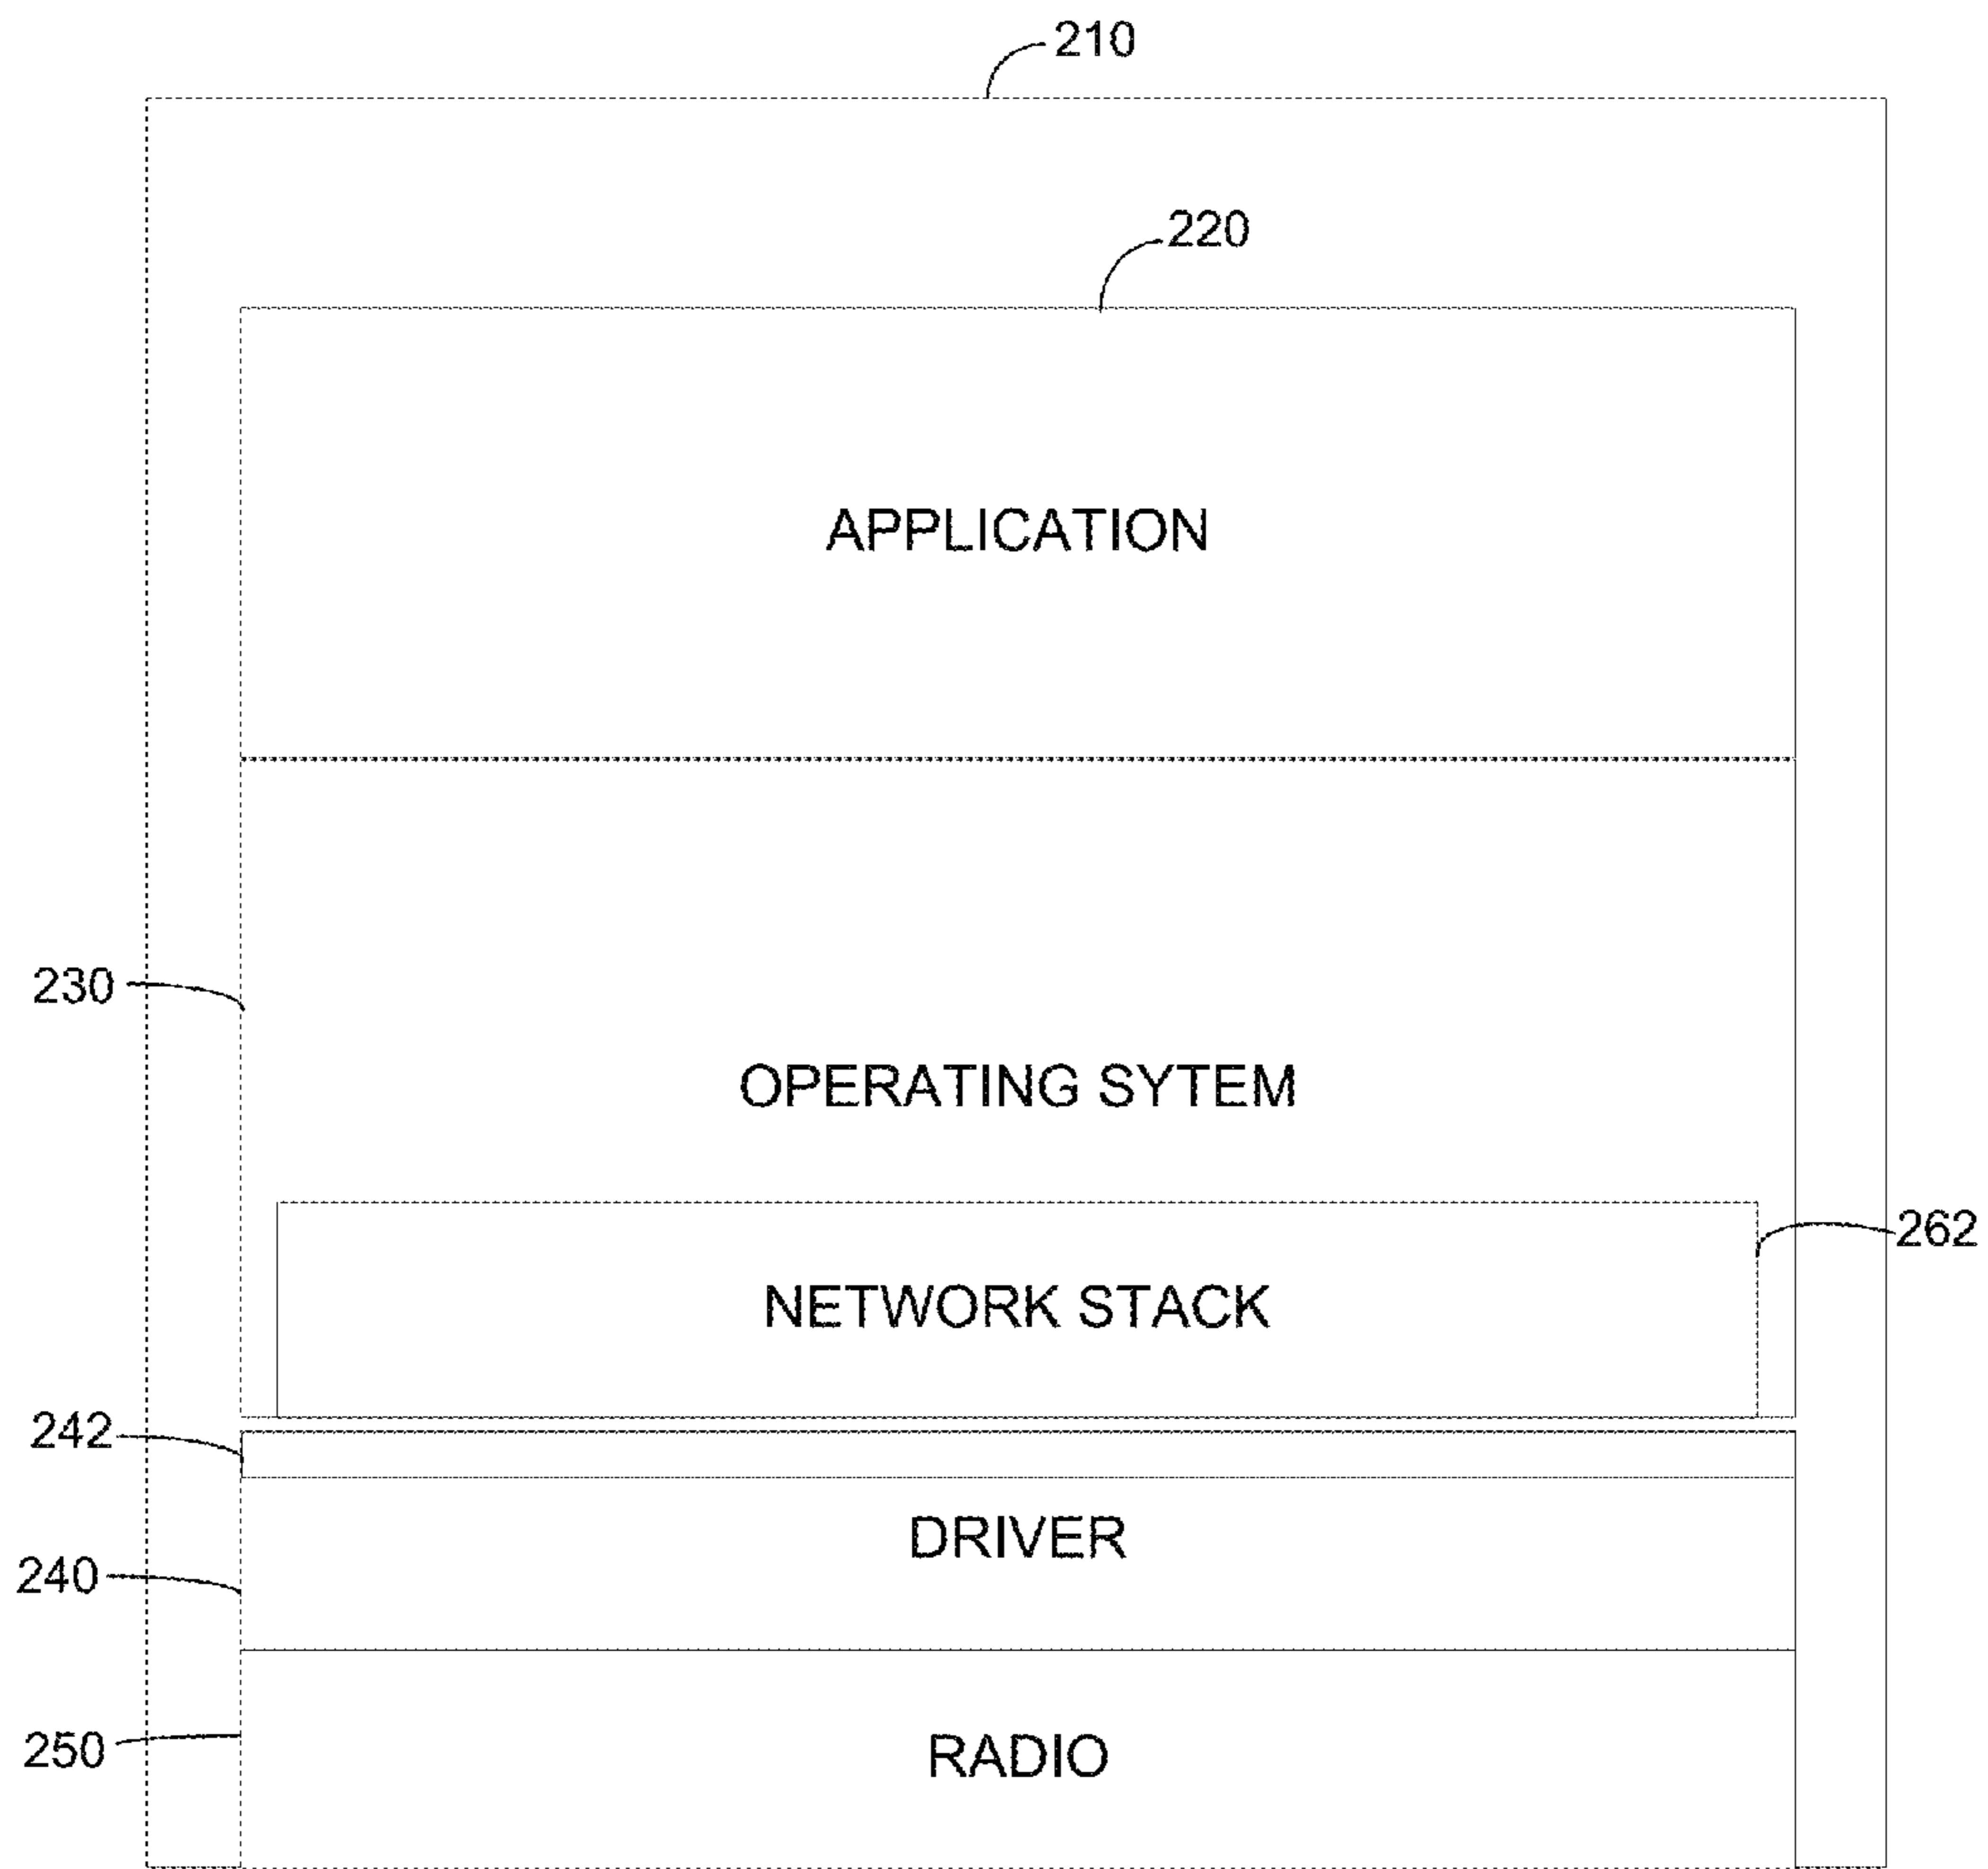 210
220
APPLICATION
230
OPERATING SYTEM
262
NETWORK STACK
242
DRIVER
240
250
RADIO